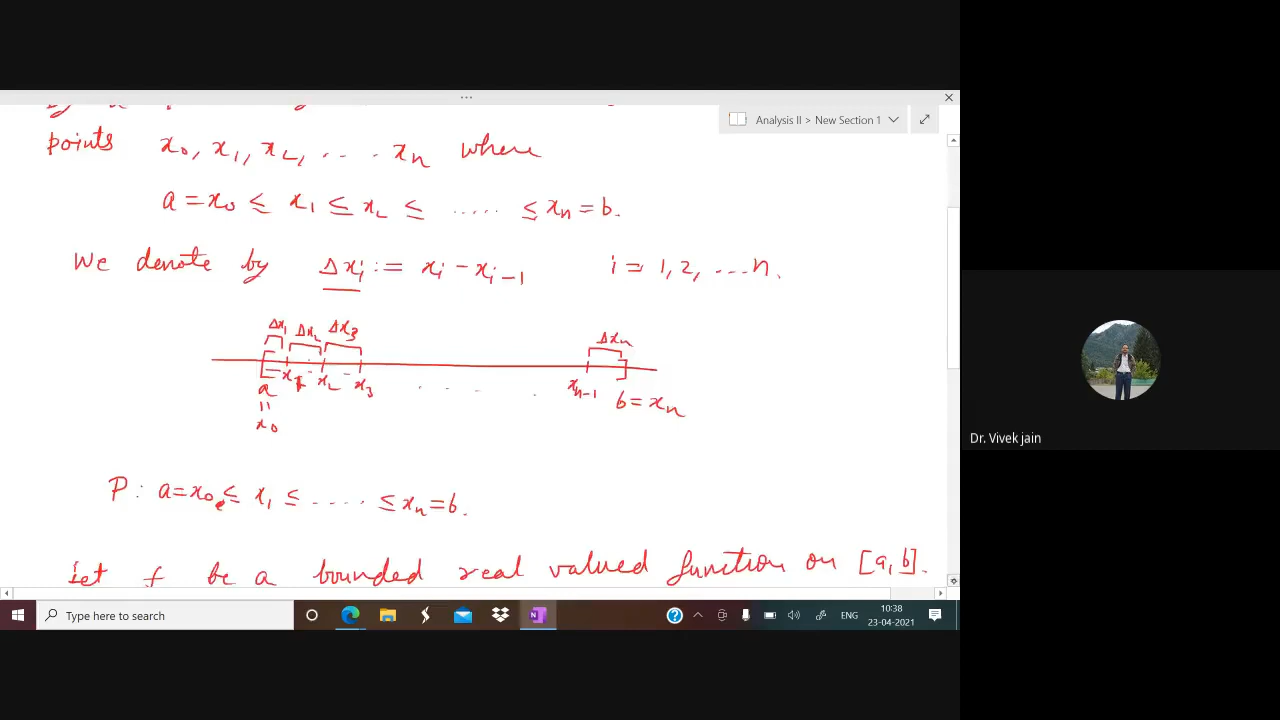 points x₀, x₁, x₂, .... xₙ where
Analysis II > New Section 1
a = x₀ ≤ x₁ ≤ x₂ ≤ ..... ≤ xₙ = b.
We denote by Δxᵢ := xᵢ - xᵢ₋₁ i = 1, 2, ... n.
Δx₁ Δx₂ Δx₃ Δxₙ
a x₁ x₂ x₃ .... xₙ₋₁ b = xₙ
=
x₀
Dr. Vivek jain
P : a = x₀ ≤ x₁ ≤ ..... ≤ xₙ = b.
Let f be a bounded real valued function on [a, b].
Type here to search
ENG
10:38
23-04-2021